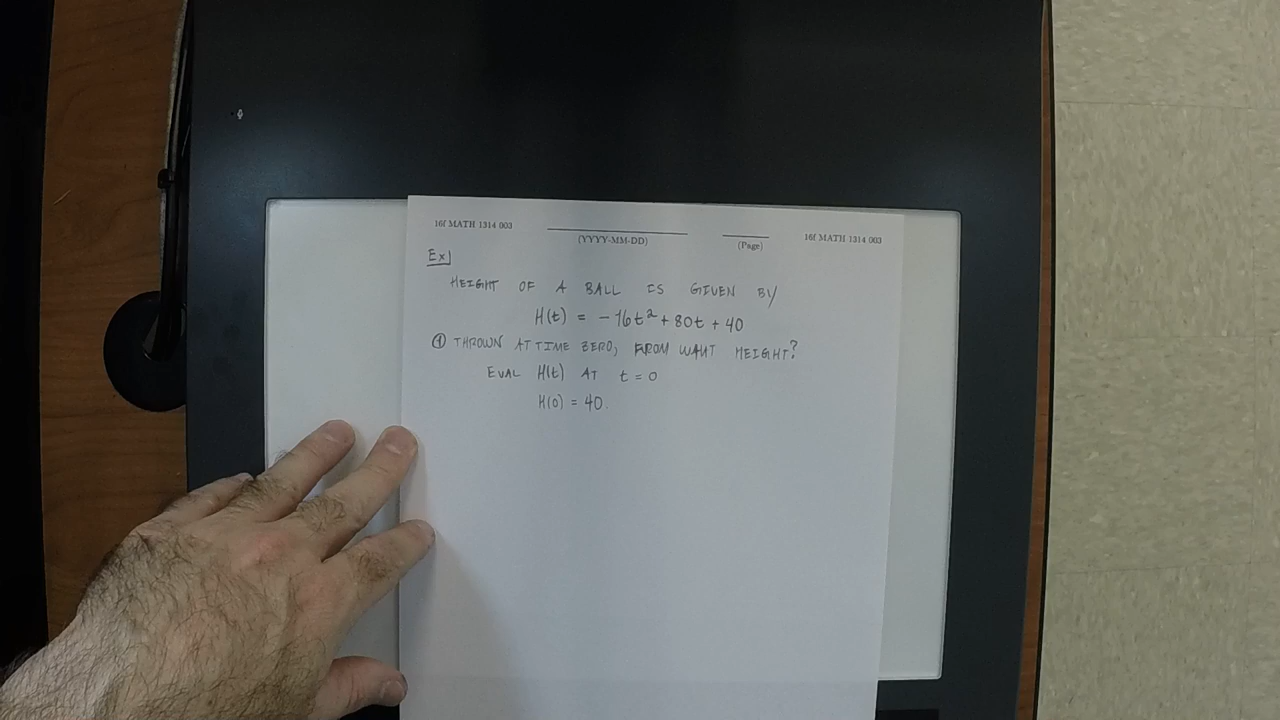 16f MATH 1314 003
(YYYY-MM-DD)
(Page)
16f MATH 1314 003
Ex]
HEIGHT OF A BALL IS GIVEN BY
H(t) = -16t² + 80t + 40
① THROWN AT TIME ZERO, FROM WAHT HEIGHT?
EVAL H(t) AT t = 0
H(0) = 40.